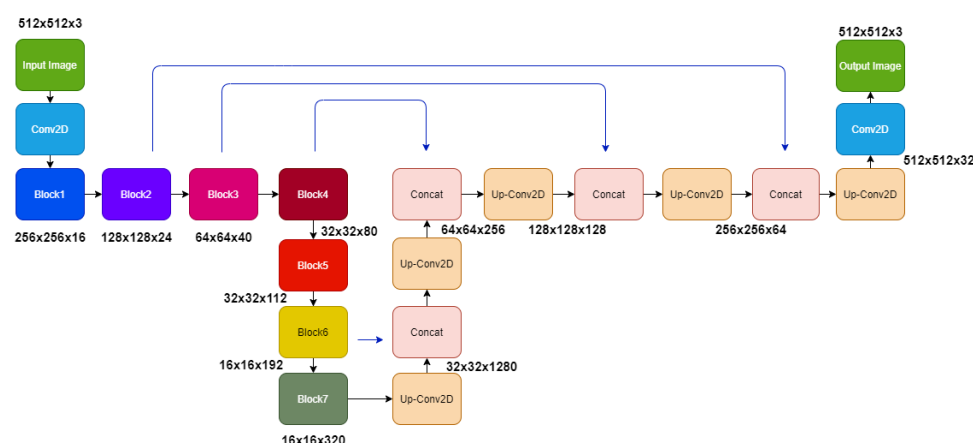 512x512x3
Input Image
Conv2D
Block1
256x256x16
Block2
128x128x24
Block3
64x64x40
Block4
32x32x80
Block5
32x32x112
Block6
16x16x192
Block7
16x16x320
Up-Conv2D
32x32x1280
Concat
Up-Conv2D
Concat
64x64x256
Up-Conv2D
128x128x128
Concat
Up-Conv2D
256x256x64
Concat
Up-Conv2D
512x512x32
Conv2D
Output Image
512x512x3